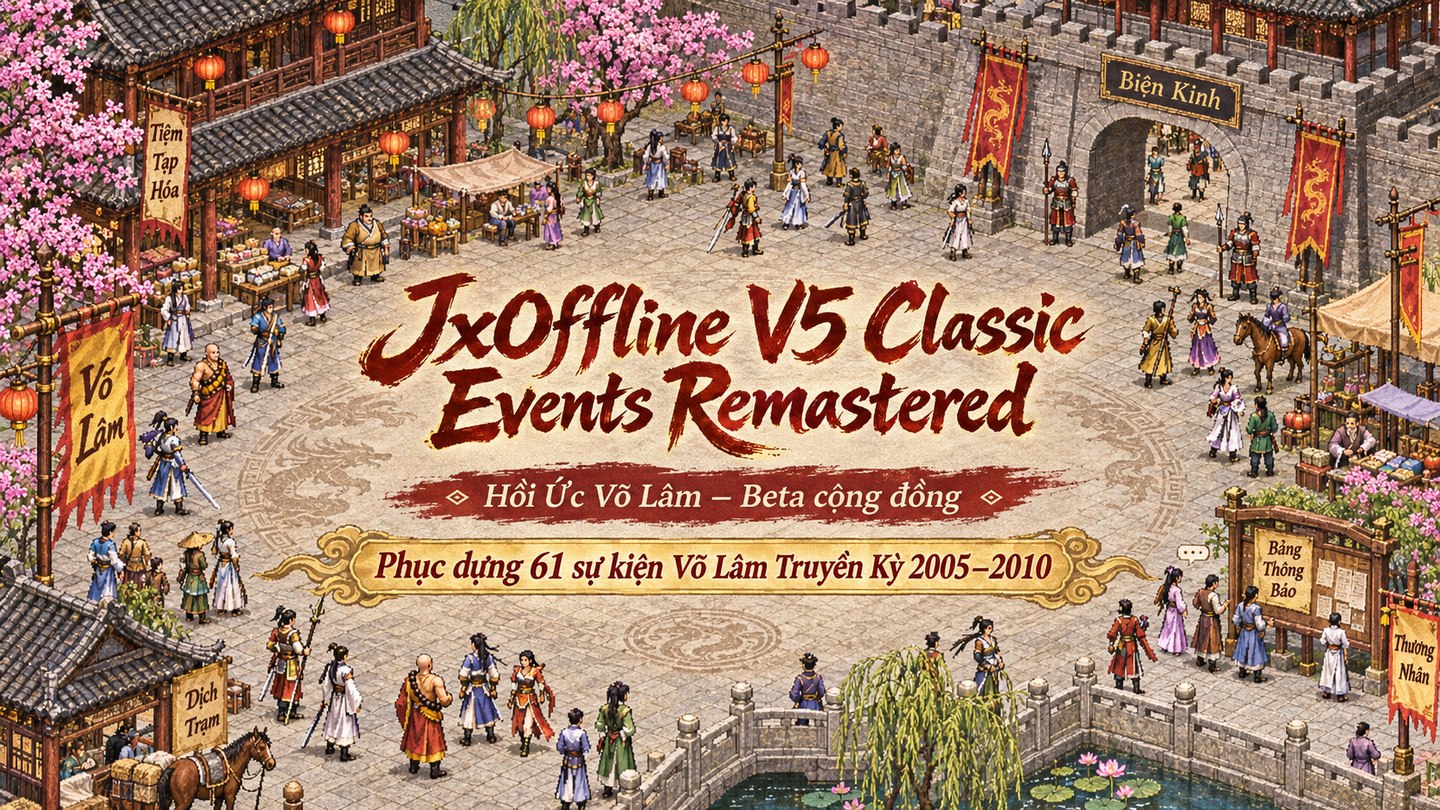 Biện Kinh
Tiệm
Tạp
Hóa
JxOffline V5 Classic
Events Remastered
Võ
Lâm
Hồi Ức Võ Lâm – Beta cộng đồng
Phục dựng 61 sự kiện Võ Lâm Truyền Kỳ 2005–2010
Bảng
Thông
Báo
Thương
Nhân
Dịch
Trạm